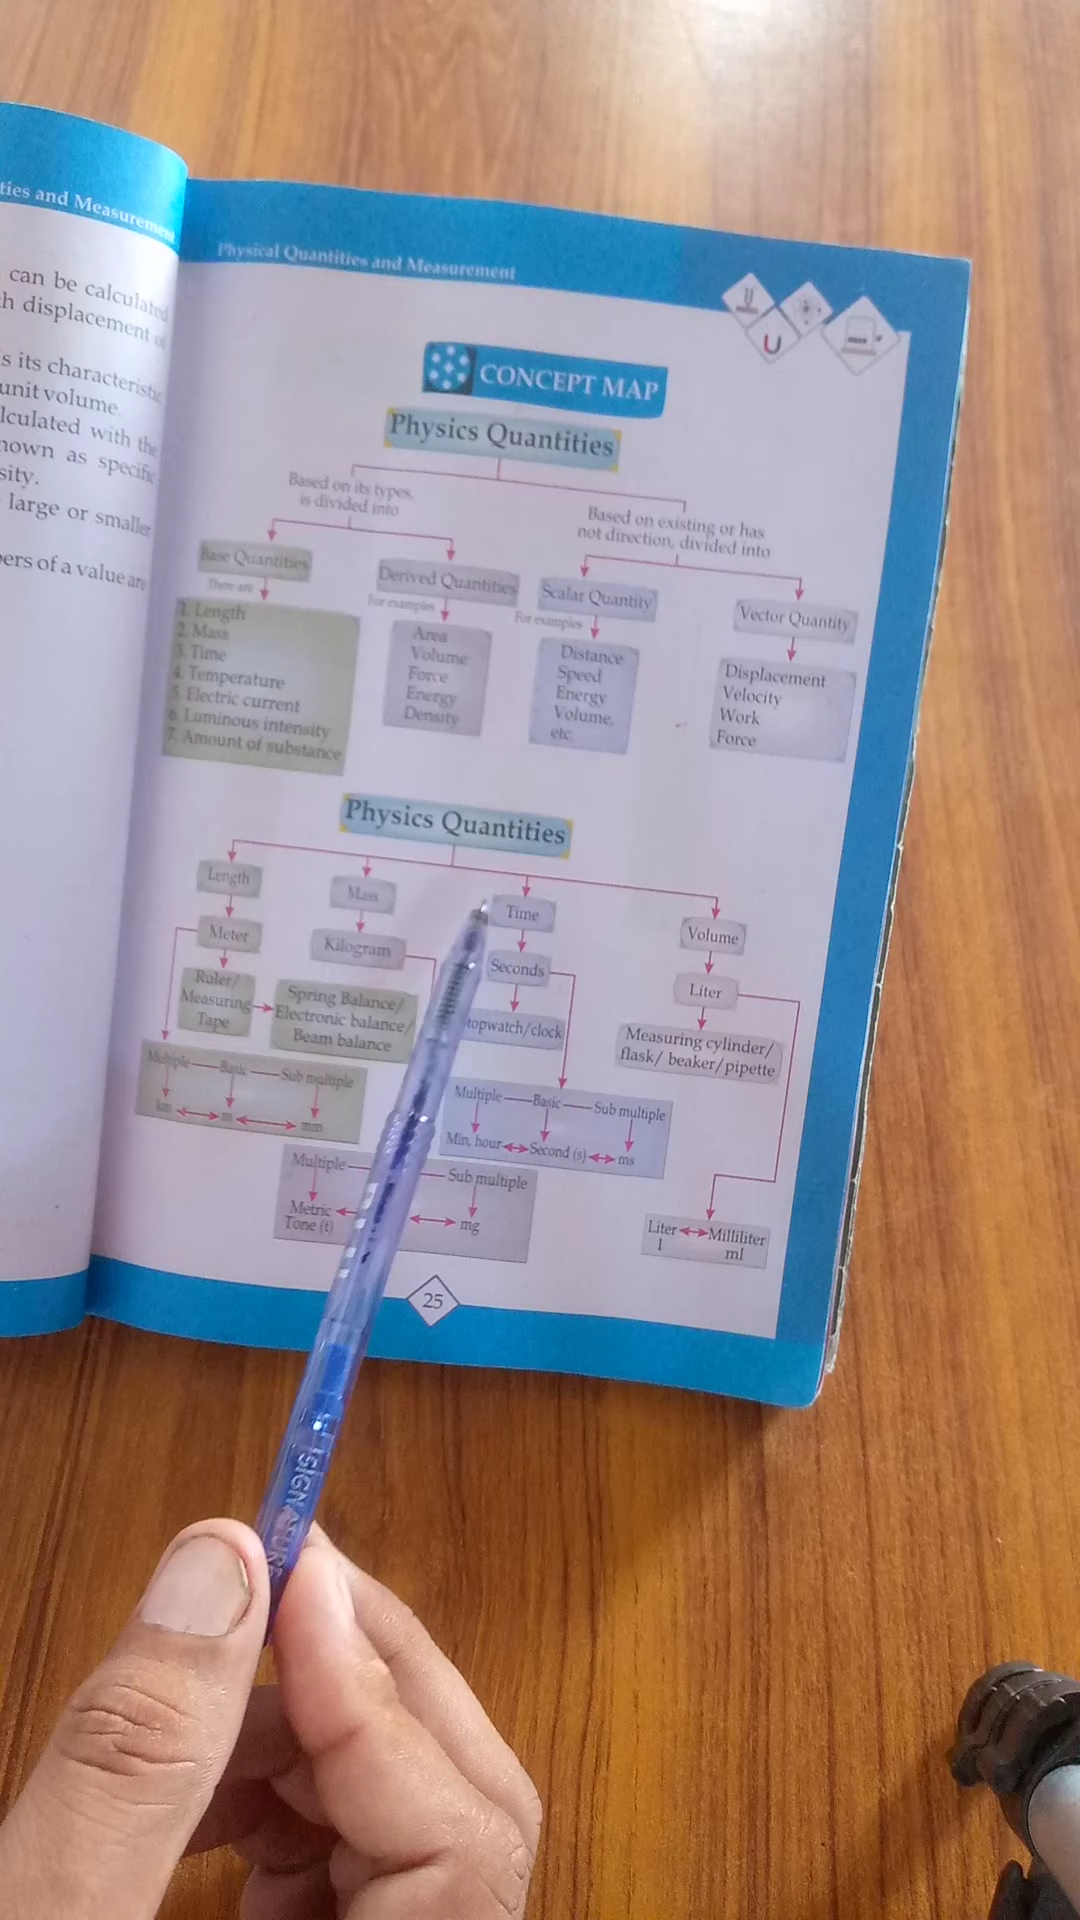 ties and Measurement
can be calculated
h displacement of
s its characteristic
unit volume.
lculated with the
nown as specific
sity.
large or smaller
ers of a value are
Physical Quantities and Measurement
CONCEPT MAP
Physics Quantities
Based on its types,
is divided into
Based on existing or has
not direction, divided into
Base Quantities
Derived Quantities
Scalar Quantity
Vector Quantity
There are
For examples
For examples
1. Length
2. Mass
3. Time
4. Temperature
5. Electric current
6. Luminous intensity
7. Amount of substance
Area
Volume
Force
Energy
Density
Distance
Speed
Energy
Volume,
etc.
Displacement
Velocity
Work
Force
Physics Quantities
Length
Mass
Time
Volume
Meter
Kilogram
Seconds
Liter
Ruler/
Measuring
Tape
Spring Balance/
Electronic balance/
Beam balance
topwatch/clock
Measuring cylinder/
flask/ beaker/pipette
Multiple Basic Sub multiple
km m mm
Multiple Basic Sub multiple
Min, hour Second (s) ms
Multiple Sub multiple
Metric
Tone (t)
mg
Liter Milliliter
l ml
25
SIGNATURE